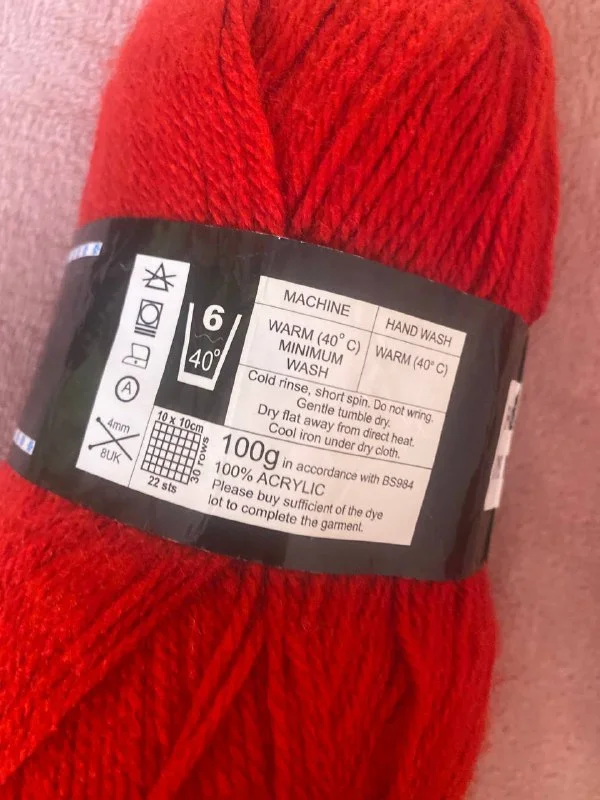 A
4mm
8UK
6
40°
10 x 10cm
30 rows
22 sts
MACHINE
HAND WASH
WARM (40° C)
MINIMUM
WASH
WARM (40° C)
Cold rinse, short spin. Do not wring.
Gentle tumble dry.
Dry flat away from direct heat.
Cool iron under dry cloth.
100g in accordance with BS984
100% ACRYLIC
Please buy sufficient of the dye
lot to complete the garment.